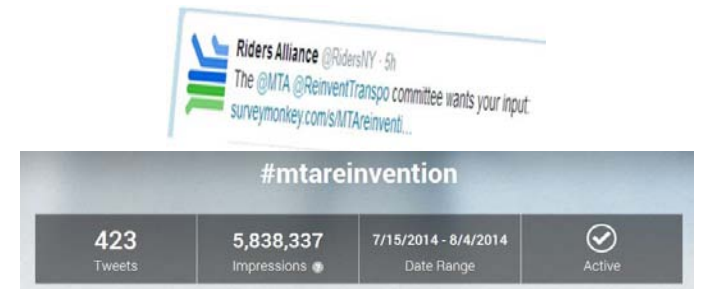 Riders Alliance @RidersNY · 5h
The @MTA @ReinventTranspo committee wants your input:
surveymonkey.com/s/MTAreinventi...
#mtareinvention
423 5,838,337 7/15/2014 - 8/4/2014
Tweets Impressions ? Date Range Active